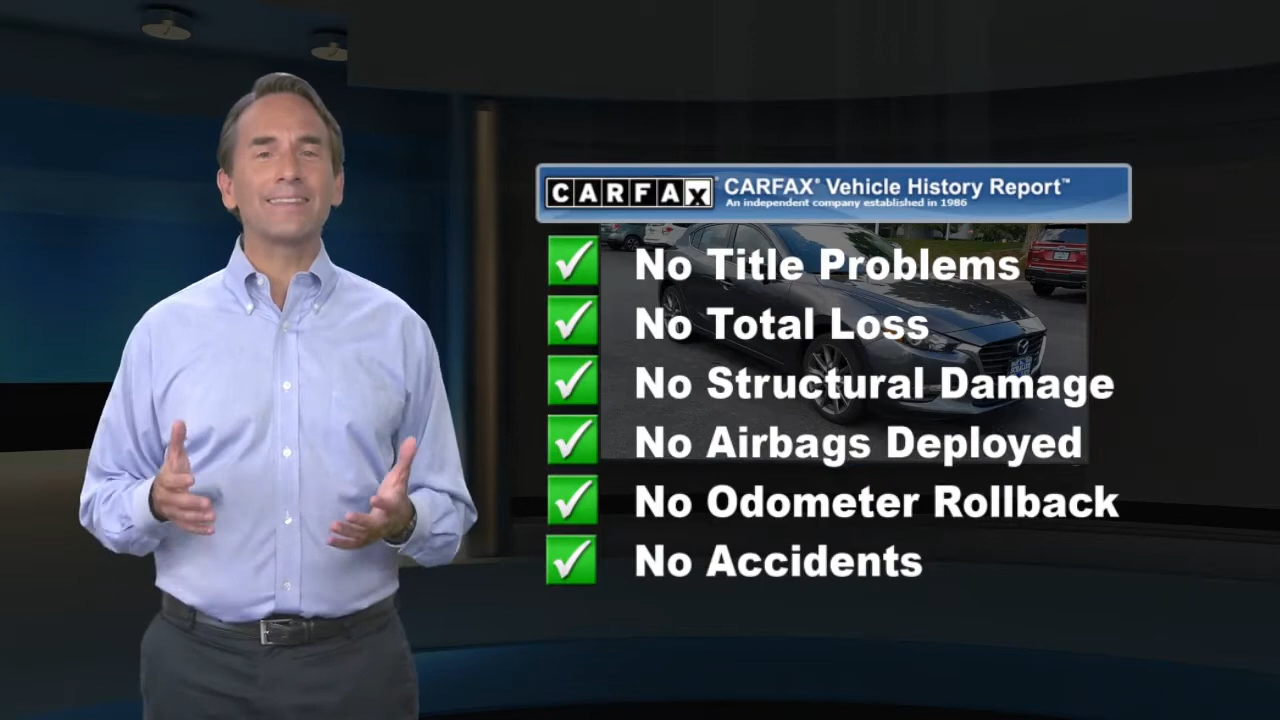 CARFAX
CARFAX® Vehicle History Report™
An independent company established in 1986
No Title Problems
No Total Loss
No Structural Damage
No Airbags Deployed
No Odometer Rollback
No Accidents